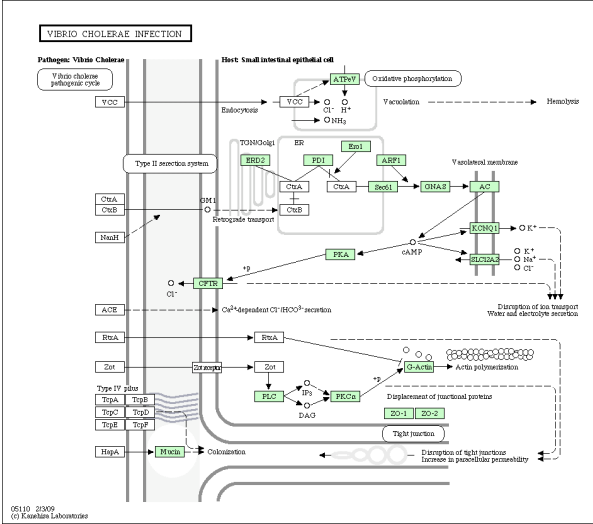 VIBRIO CHOLERAE INFECTION
Pathogen: Vibrio Cholerae
Host: Small intestinal epithelial cell
Vibrio cholerae
pathogenic cycle
ATPeV
Oxidative phosphorylation
VCC
VCC
Cl-
H+
NH3
Endocytosis
Vacuolation
Hemolysis
TGN/Golgi
ER
Ero1
Type II secretion system
ERD2
PDI
ARF1
Vasolateral membrane
CtxA
CtxA
Sec61
GNAS
AC
CtxA
CtxB
GM1
CtxB
Retrograde transport
NanH
KCNQ1
K+
cAMP
PKA
SLC12A2
K+
Na+
Cl-
+p
CFTR
Cl-
Disruption of ion transport
Water and electrolyte secretion
ACE
Ca2+-dependent Cl-/HCO3- secretion
RtxA
RtxA
Zot
Zot receptor
Zot
G-Actin
Actin polymerization
+p
Type IV pilus
TcpA
TcpB
TcpC
TcpD
TcpE
TcpF
PLC
IP3
DAG
PKCα
Displacement of junctional proteins
ZO-1
ZO-2
Tight junction
HapA
Mucin
Colonization
Disruption of tight junctions
Increase in paracellular permeability
05110 2/3/09
(c) Kanehisa Laboratories